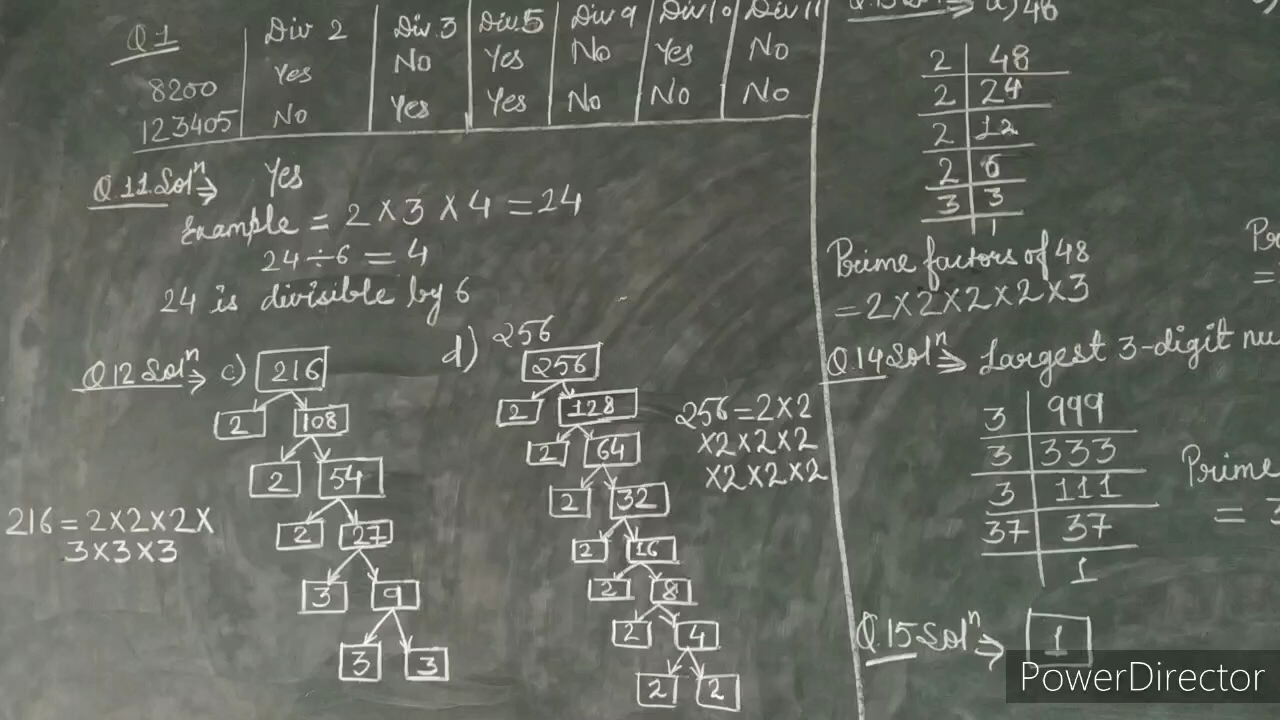 Q.1 Div 2 Div.3 Div.5 Div 9 Div 10 Div 11
8200 Yes No Yes No Yes No
123405 No Yes Yes No No No
Q.11 Solⁿ⇒ Yes
Example = 2 × 3 × 4 = 24
24 ÷ 6 = 4
24 is divisible by 6
Q12 Solⁿ⇒ c) 216
2 108
2 54
2 27
3 9
3 3
216 = 2×2×2×
3×3×3
d) 256
256
2 128
2 64
2 32
2 16
2 8
2 4
2 2
256 = 2×2
×2×2×2
×2×2×2
⇒ a) 48
2 48
2 24
2 12
2 6
3 3
1
Prime factors of 48
= 2×2×2×2×3
Q.14 Solⁿ⇒ Largest 3-digit
3 999
3 333
3 111
37 37
1
Prime
=
Q.15 Solⁿ⇒ 1
PowerDirector